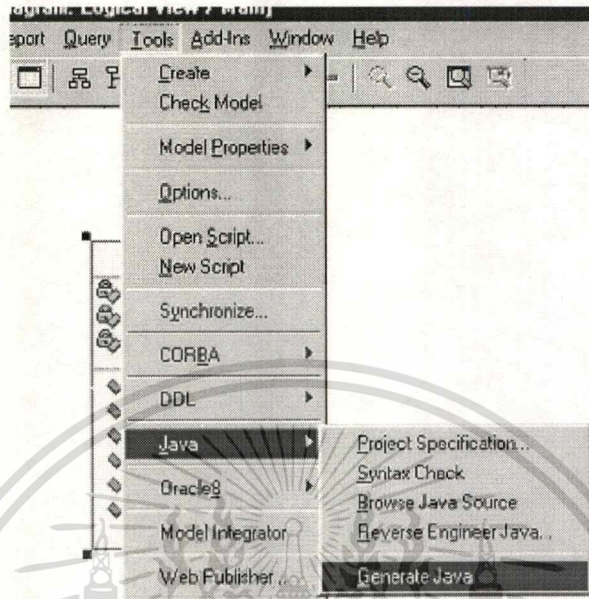 Logical View / Main]
eport Query Tools Add-Ins Window Help
Create
Check Model
Model Properties
Options...
Open Script...
New Script
Synchronize...
CORBA
DDL
Java
Oracle8
Model Integrator
Web Publisher...
Project Specification...
Syntax Check
Browse Java Source
Reverse Engineer Java...
Generate Java